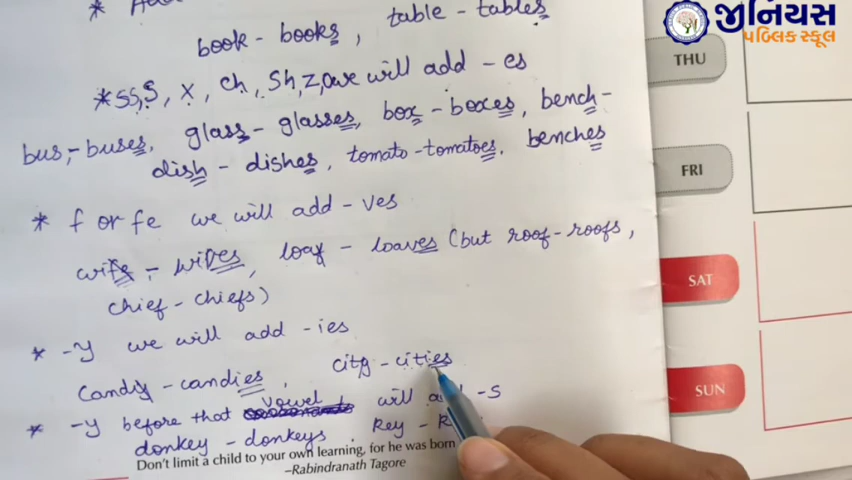 * Add
book - books, table - tables
* ss, s, x, ch, sh, z, o we will add - es
bus, - buses, glass - glasses, box - boxes, bench -
dish - dishes, tomato - tomatoes, benches
* f or fe we will add - ves
wife - wives, loaf - loaves (but roof - roofs,
chief - chiefs)
* -y we will add - ies
Candy - candies, city - cities
* -y before that vowel will add -s
donkey - donkeys. Key -
Don't limit a child to your own learning, for he was born
–Rabindranath Tagore
THU
FRI
SAT
SUN
જીનિયસ
પબ્લિક સ્કૂલ